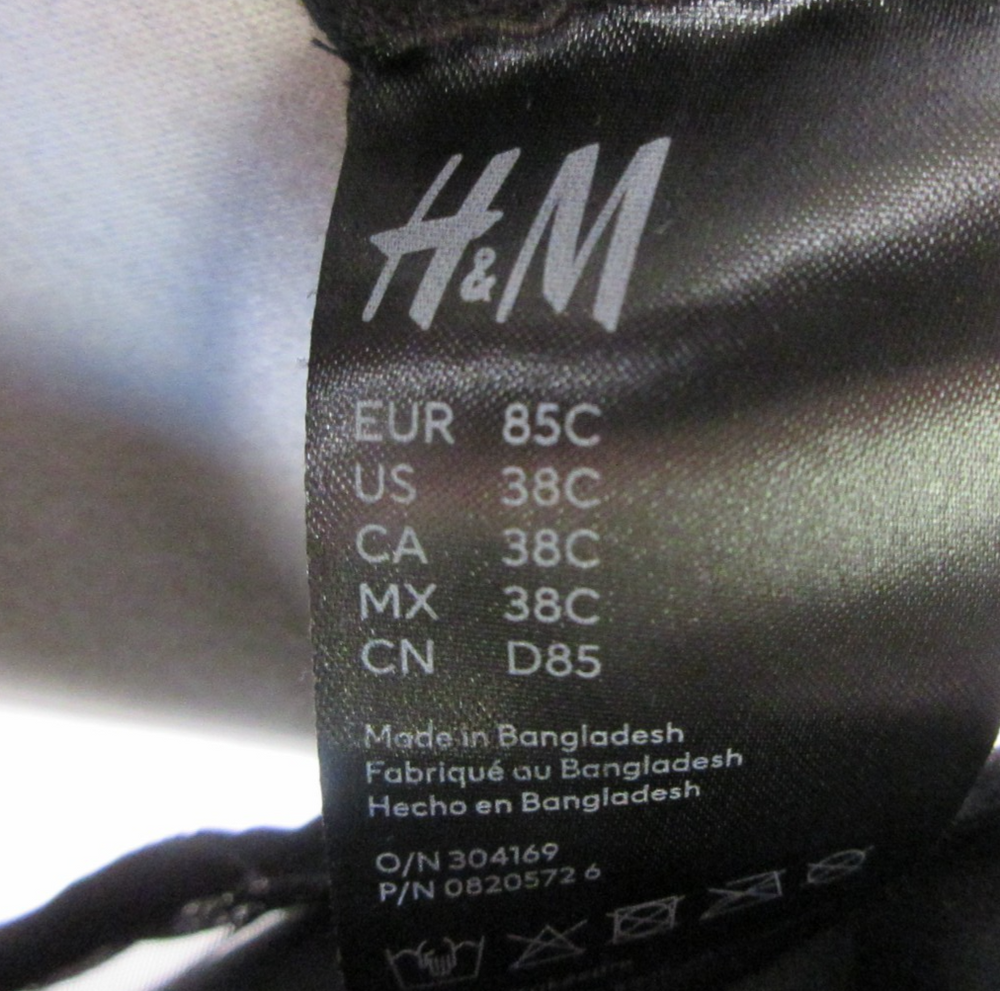 H&M
EUR 85C
US 38C
CA 38C
MX 38C
CN D85
Made in Bangladesh
Fabriqué au Bangladesh
Hecho en Bangladesh
O/N 304169
P/N 0820572 6